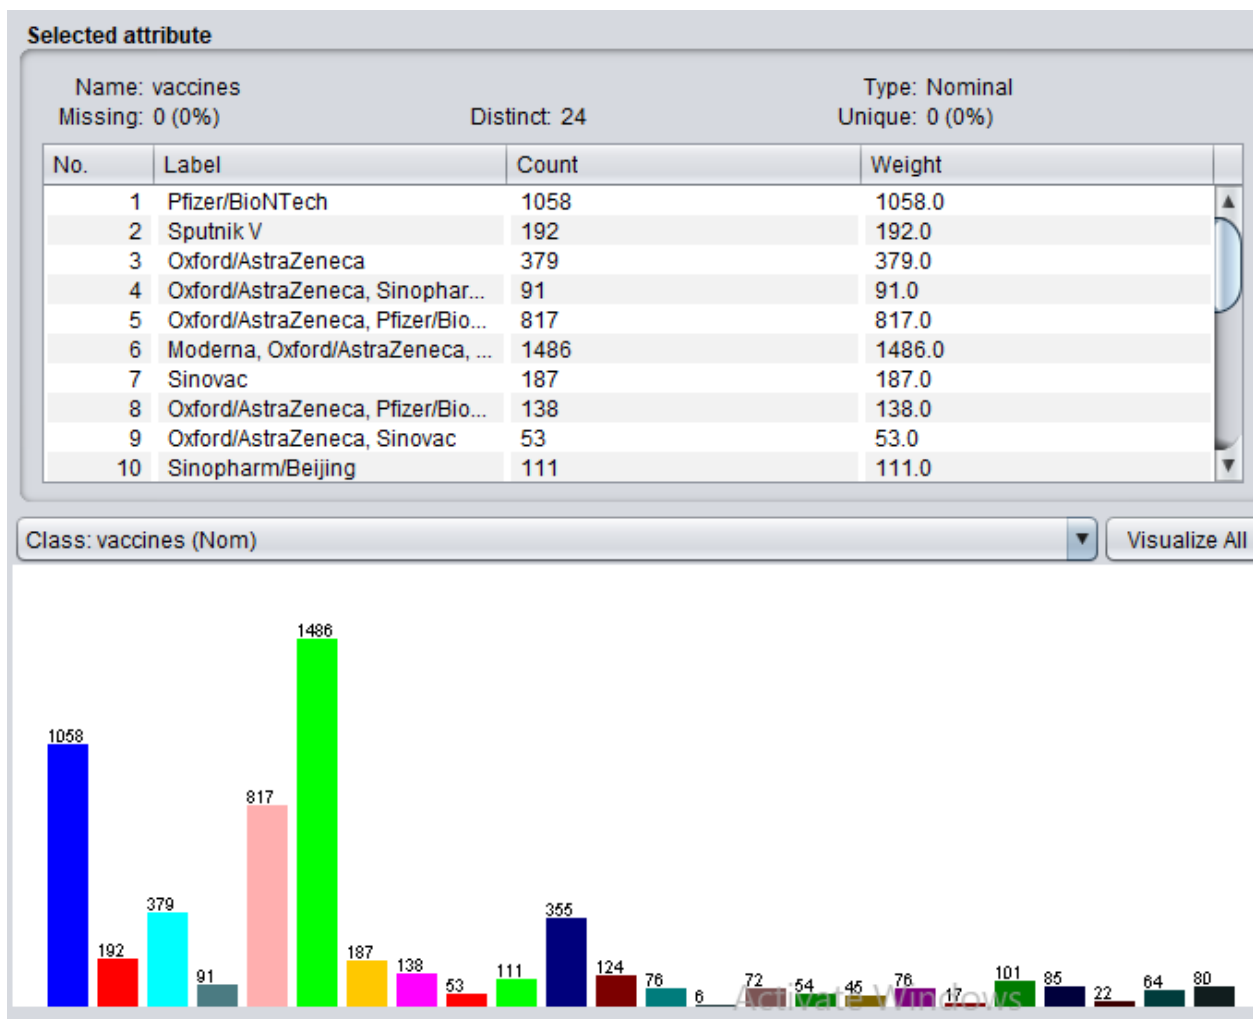 Selected attribute
Name: vaccines Type: Nominal
Missing: 0 (0%) Distinct: 24 Unique: 0 (0%)
No. Label Count Weight
1 Pfizer/BioNTech 1058 1058.0
2 Sputnik V 192 192.0
3 Oxford/AstraZeneca 379 379.0
4 Oxford/AstraZeneca, Sinophar... 91 91.0
5 Oxford/AstraZeneca, Pfizer/Bio... 817 817.0
6 Moderna, Oxford/AstraZeneca, ... 1486 1486.0
7 Sinovac 187 187.0
8 Oxford/AstraZeneca, Pfizer/Bio... 138 138.0
9 Oxford/AstraZeneca, Sinovac 53 53.0
10 Sinopharm/Beijing 111 111.0
Class: vaccines (Nom) Visualize All
1058 192 379 91 817 1486 187 138 53 111 355 124 76 6 72 54 45 76 17 101 85 22 64 80
Activate Windows